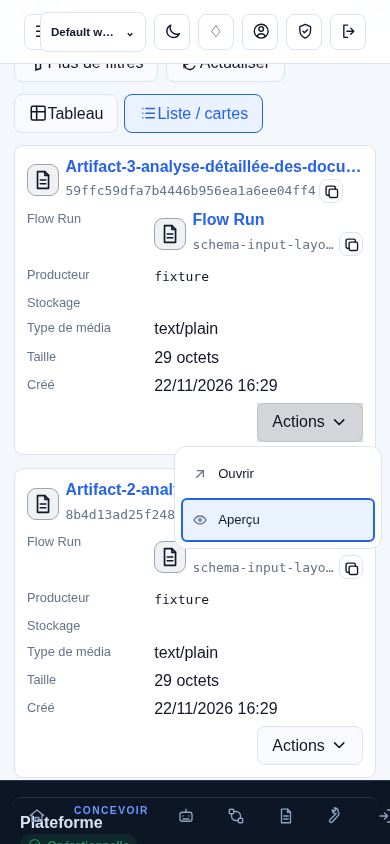 Default w… ⌄
Plus de filtres
Actualiser
Tableau
Liste / cartes
Artifact-3-analyse-détaillée-des-docu…
59ffc59dfa7b4446b956ea1a6ee04ff4
Flow Run
Flow Run
schema-input-layo…
Producteur
fixture
Stockage
Type de média
text/plain
Taille
29 octets
Créé
22/11/2026 16:29
Actions
Ouvrir
Aperçu
Artifact-2-anal
8b4d13ad25f248
Flow Run
schema-input-layo…
Producteur
fixture
Stockage
Type de média
text/plain
Taille
29 octets
Créé
22/11/2026 16:29
Actions
CONCEVOIR
Plateforme
Opérationnelle